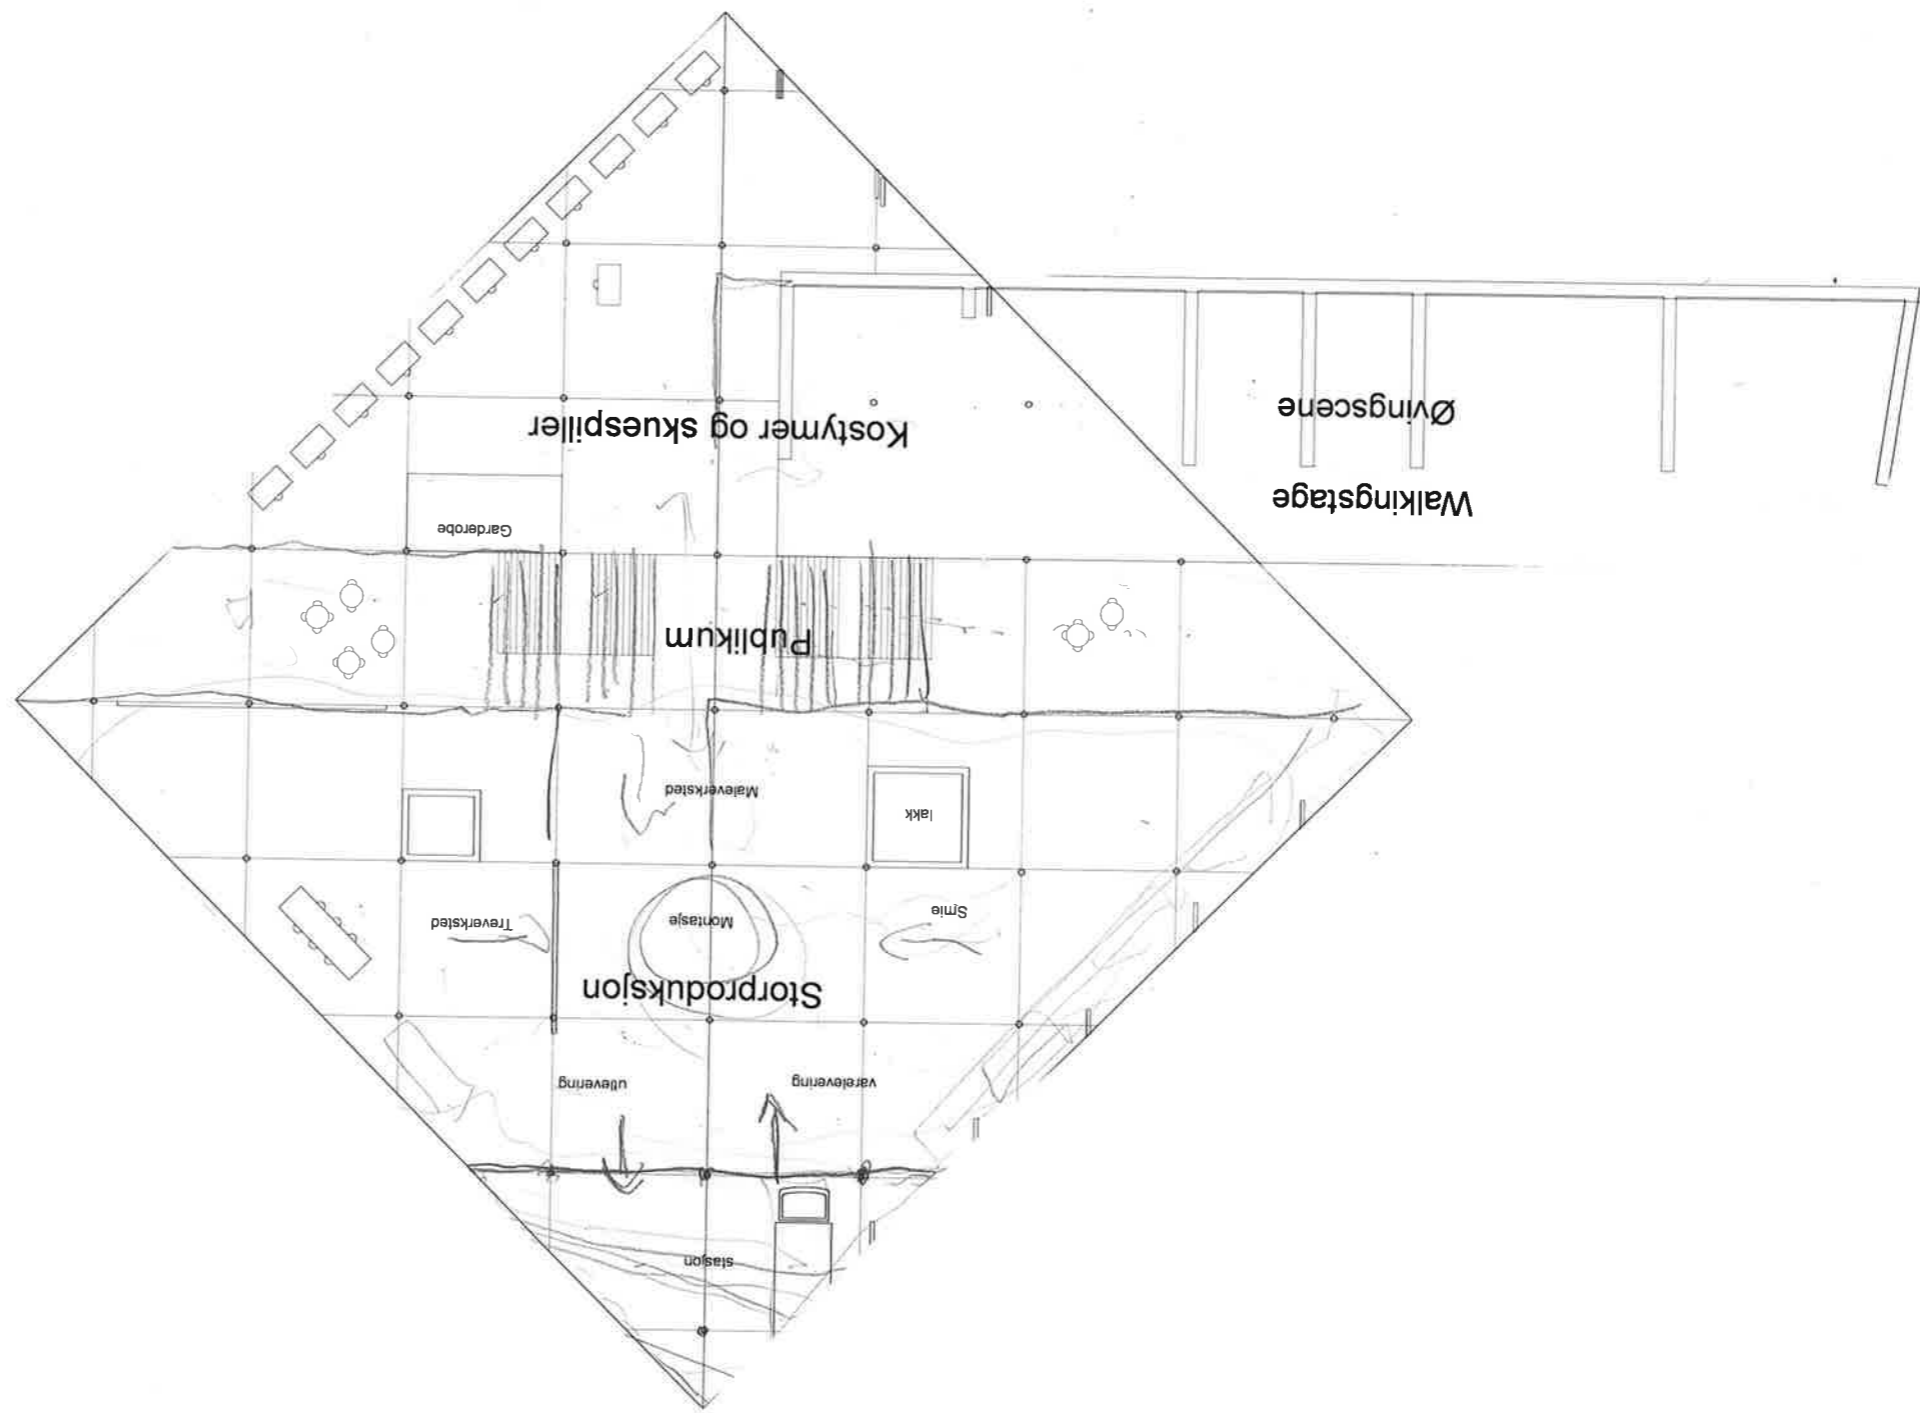 stasjon
varelevering
utlevering
Storproduksjon
Smie
Montasje
Treverksted
lakk
Maleverksted
Publikum
Garderobe
Walkingstage
Øvingscene
Kostymer og skuespiller